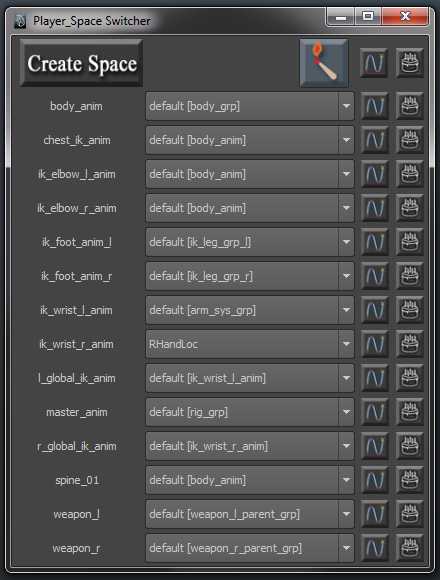 Player_Space Switcher
Create Space
body_anim default [body_grp]
chest_ik_anim default [body_anim]
ik_elbow_l_anim default [body_anim]
ik_elbow_r_anim default [body_anim]
ik_foot_anim_l default [ik_leg_grp_l]
ik_foot_anim_r default [ik_leg_grp_r]
ik_wrist_l_anim default [arm_sys_grp]
ik_wrist_r_anim RHandLoc
l_global_ik_anim default [ik_wrist_l_anim]
master_anim default [rig_grp]
r_global_ik_anim default [ik_wrist_r_anim]
spine_01 default [body_anim]
weapon_l default [weapon_l_parent_grp]
weapon_r default [weapon_r_parent_grp]